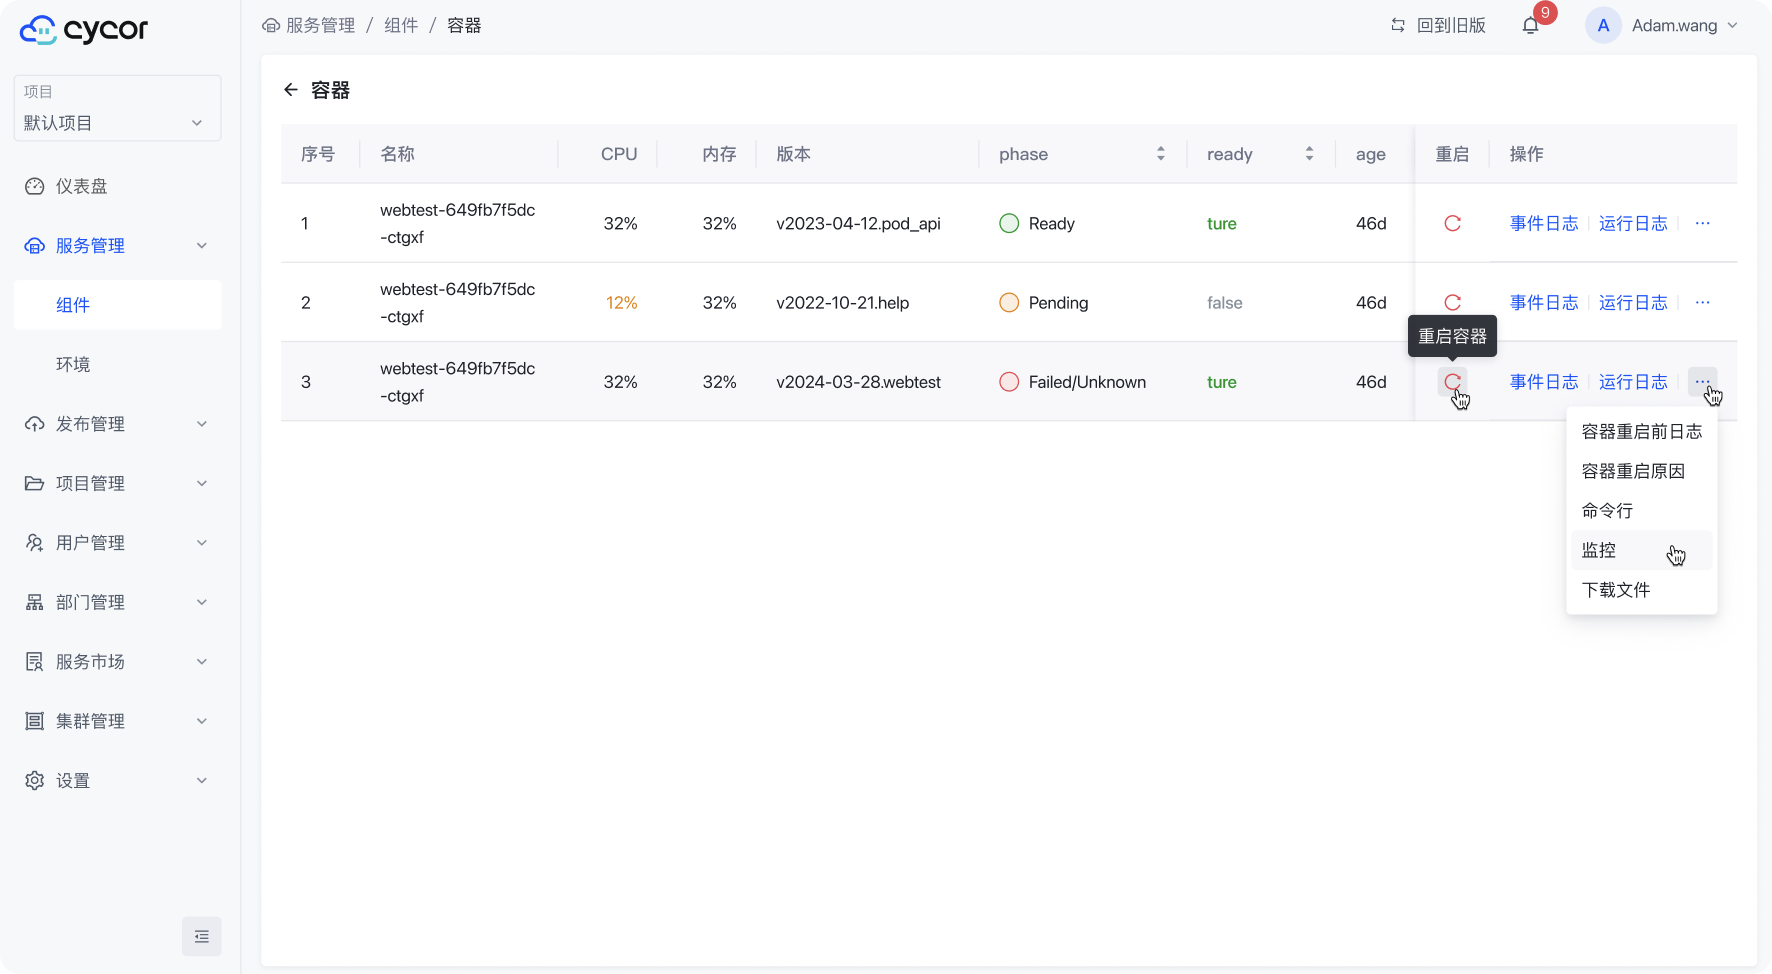 cycor
服务管理 / 组件 / 容器
回到旧版
9
A
Adam.wang
项目
默认项目
仪表盘
服务管理
组件
环境
发布管理
项目管理
用户管理
部门管理
服务市场
集群管理
设置
容器
序号 名称 CPU 内存 版本 phase ready age 重启 操作
1 webtest-649fb7f5dc 32% 32% v2023-04-12.pod_api Ready ture 46d 事件日志 运行日志 ···
-ctgxf
2 webtest-649fb7f5dc 12% 32% v2022-10-21.help Pending false 46d 事件日志 运行日志 ···
-ctgxf
重启容器
3 webtest-649fb7f5dc 32% 32% v2024-03-28.webtest Failed/Unknown ture 46d 事件日志 运行日志 ···
-ctgxf
容器重启前日志
容器重启原因
命令行
监控
下载文件